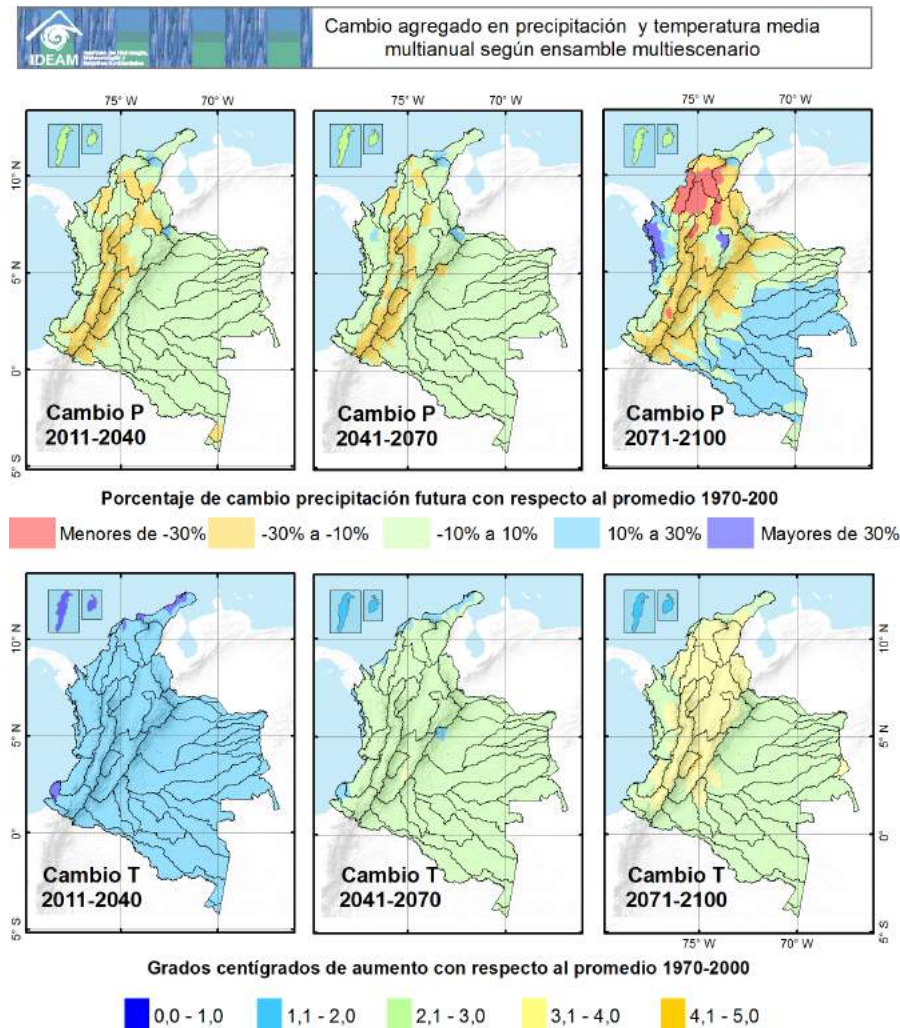 IDEAM
Cambio agregado en precipitación y temperatura media
multianual según ensamble multiescenario
75° W 70° W 75° W 70° W
10° N
5° N
0°
5° S
Cambio P
2011-2040
Cambio P
2041-2070
Cambio P
2071-2100
Porcentaje de cambio precipitación futura con respecto al promedio 1970-200
Menores de -30% -30% a -10% -10% a 10% 10% a 30% Mayores de 30%
10° N
5° N
0°
5° S
Cambio T
2011-2040
Cambio T
2041-2070
Cambio T
2071-2100
10° N
5° N
0°
5° S
75° W 70° W
Grados centígrados de aumento con respecto al promedio 1970-2000
0,0 - 1,0 1,1 - 2,0 2,1 - 3,0 3,1 - 4,0 4,1 - 5,0